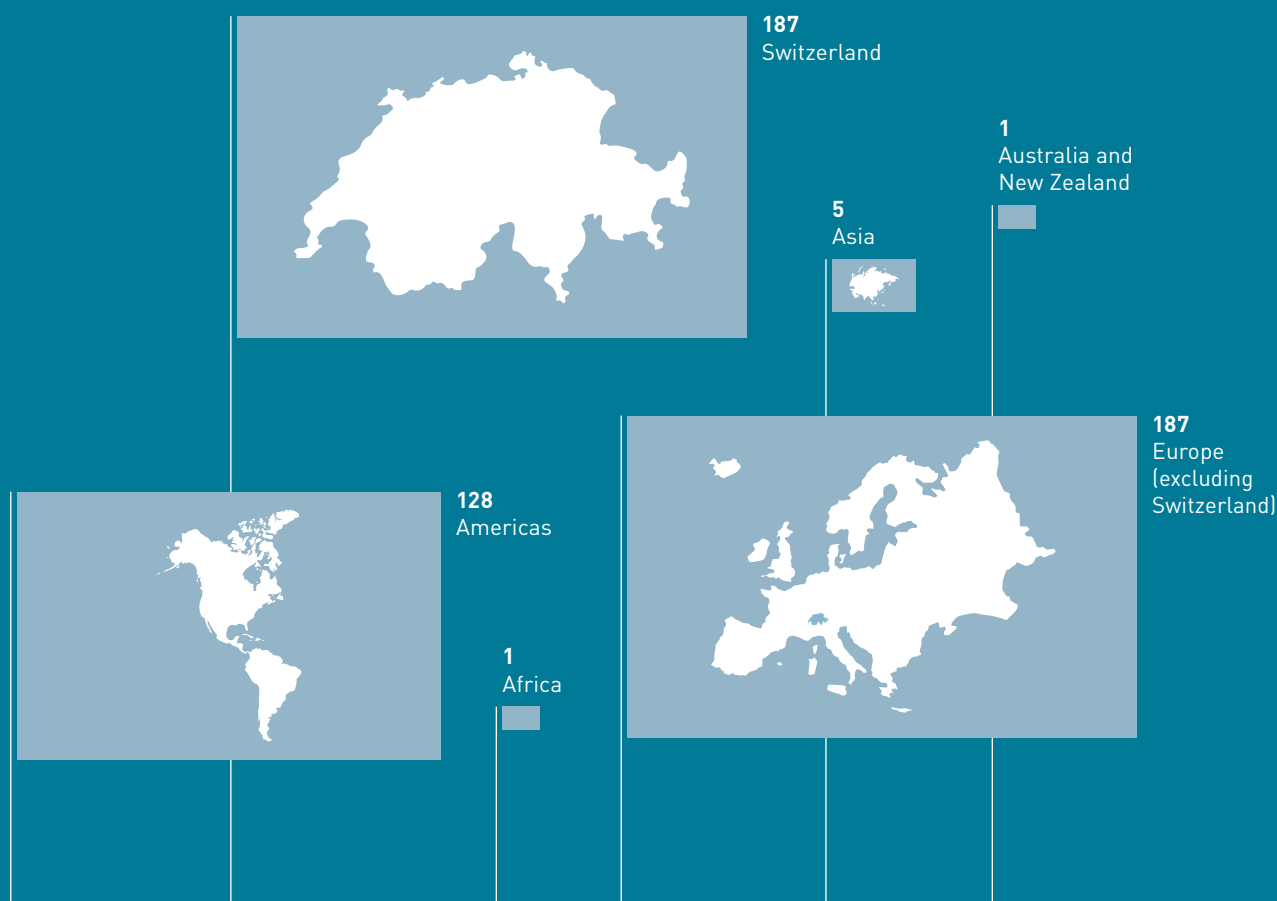 187
Switzerland
1
Australia and
New Zealand
5
Asia
187
Europe
(excluding
Switzerland)
128
Americas
1
Africa